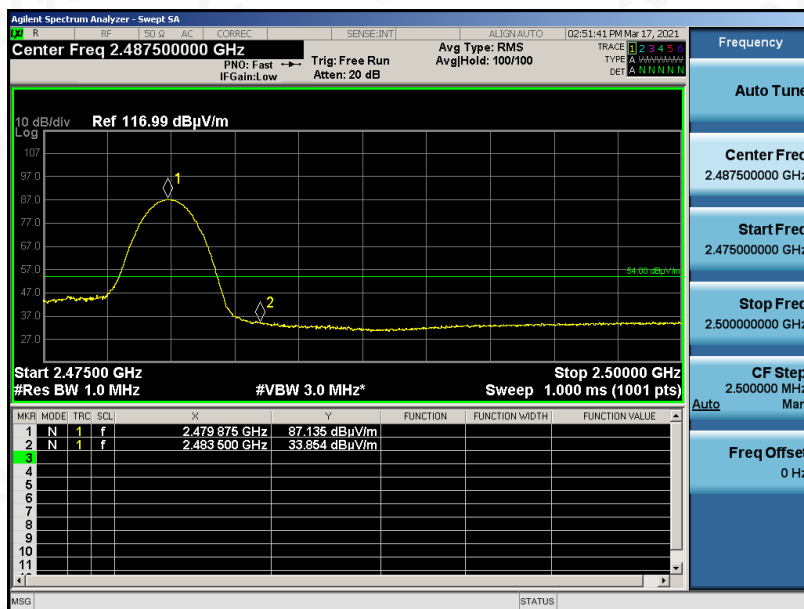 Agilent Spectrum Analyzer - Swept SA
LXI R RF 50 Ω AC CORREC SENSE:INT ALIGN AUTO 02:51:41 PM Mar 17, 2021
Center Freq 2.487500000 GHz
PNO: Fast
IFGain:Low
Trig: Free Run
Atten: 20 dB
Avg Type: RMS
Avg|Hold: 100/100
TRACE 1 2 3 4 5 6
TYPE A WWWWW
DET A N N N N N
10 dB/div Ref 116.99 dBµV/m
Log
107
97.0
87.0
77.0
67.0
57.0
47.0
37.0
27.0
1
2
54.00 dBµV/m
Start 2.47500 GHz Stop 2.50000 GHz
#Res BW 1.0 MHz #VBW 3.0 MHz* Sweep 1.000 ms (1001 pts)
MKR MODE TRC SCL X Y FUNCTION FUNCTION WIDTH FUNCTION VALUE
1 N 1 f 2.479 875 GHz 87.135 dBµV/m
2 N 1 f 2.483 500 GHz 33.854 dBµV/m
3
4
5
6
7
8
9
10
11
MSG STATUS
Frequency
Auto Tune
Center Freq
2.487500000 GHz
Start Freq
2.475000000 GHz
Stop Freq
2.500000000 GHz
CF Step
2.500000 MHz
Auto Man
Freq Offset
0 Hz